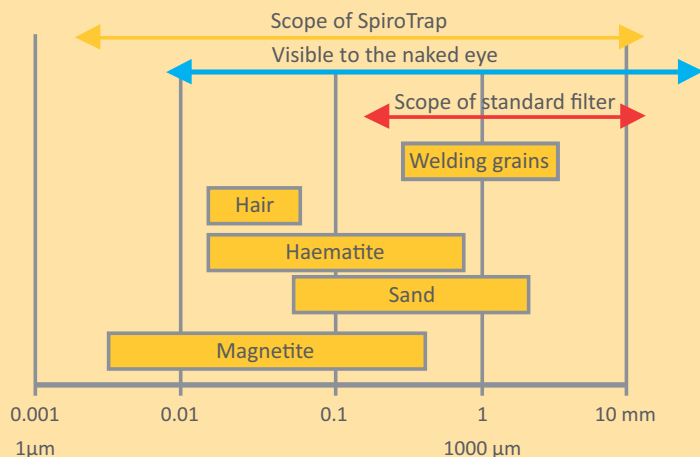 Scope of SpiroTrap
Visible to the naked eye
Scope of standard filter
Welding grains
Hair
Haematite
Sand
Magnetite
0.001 0.01 0.1 1 10 mm
1μm 1000 μm